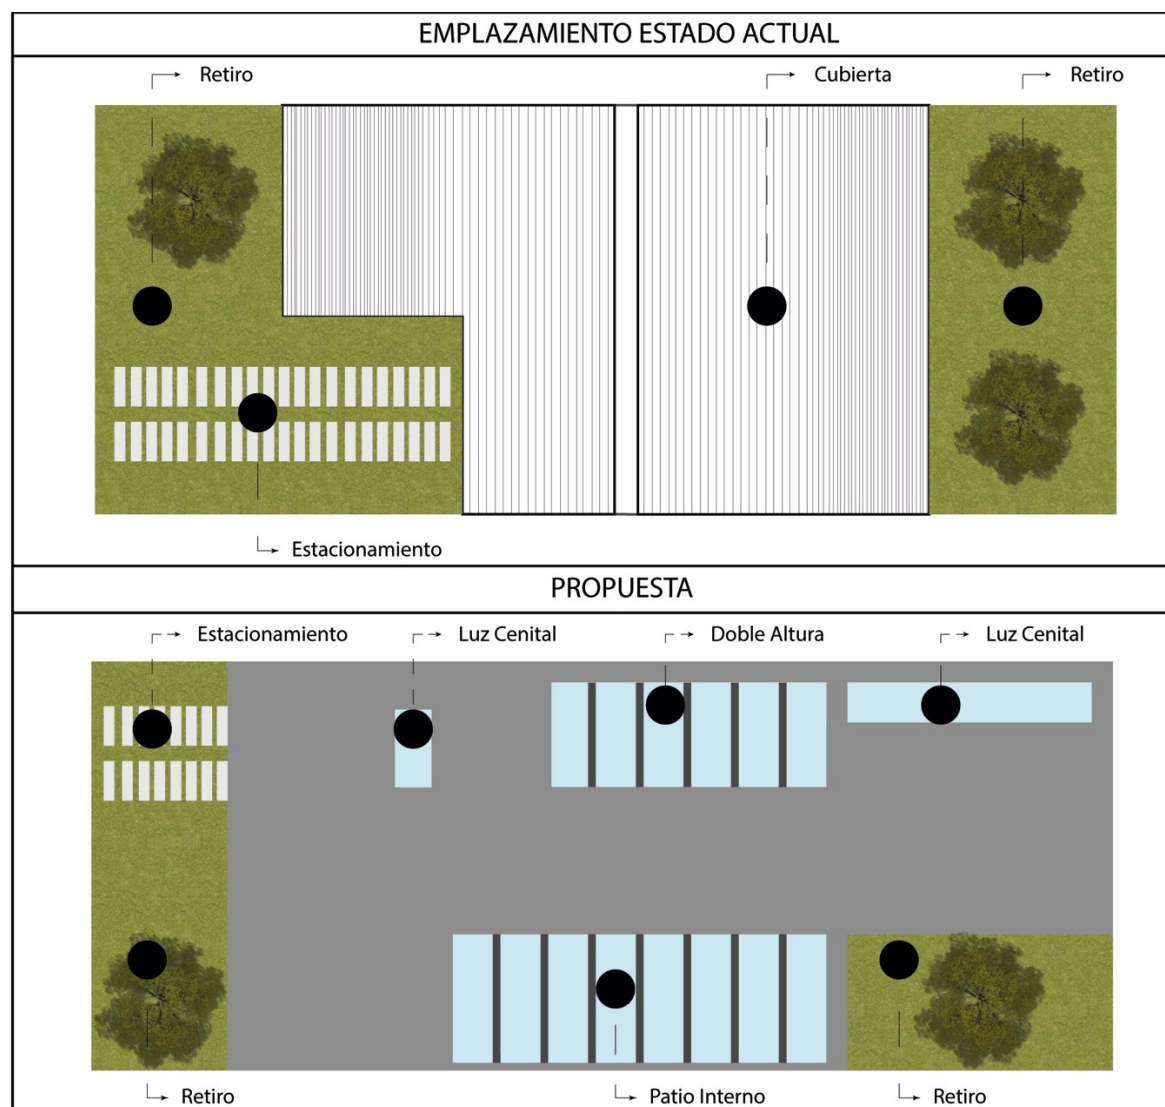 EMPLAZAMIENTO ESTADO ACTUAL
Retiro
Cubierta
Retiro
Estacionamiento
PROPUESTA
Estacionamiento
Luz Cenital
Doble Altura
Luz Cenital
Retiro
Patio Interno
Retiro